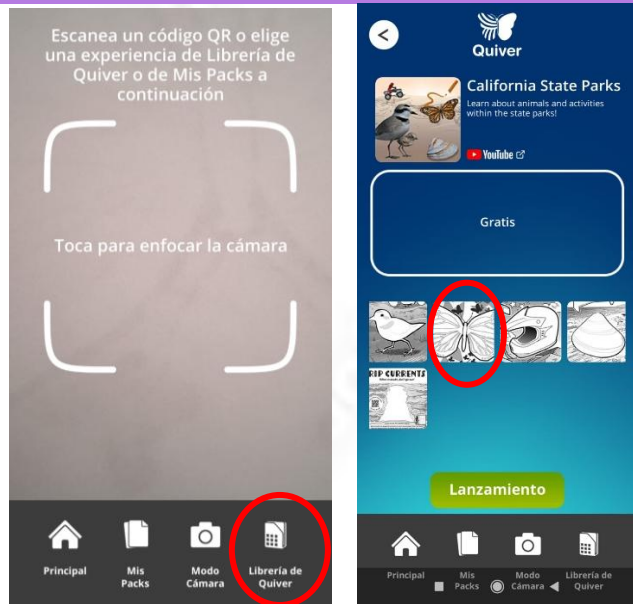 Escanea un código QR o elige
una experiencia de Librería de
Quiver o de Mis Packs a
continuación
Toca para enfocar la cámara
Principal
Mis
Packs
Modo
Cámara
Librería de
Quiver
Quiver
California State Parks
Learn about animals and activities
within the state parks!
YouTube
Gratis
RIP CURRENTS
Lanzamiento
Principal
Mis
Packs
Modo
Cámara
Librería de
Quiver